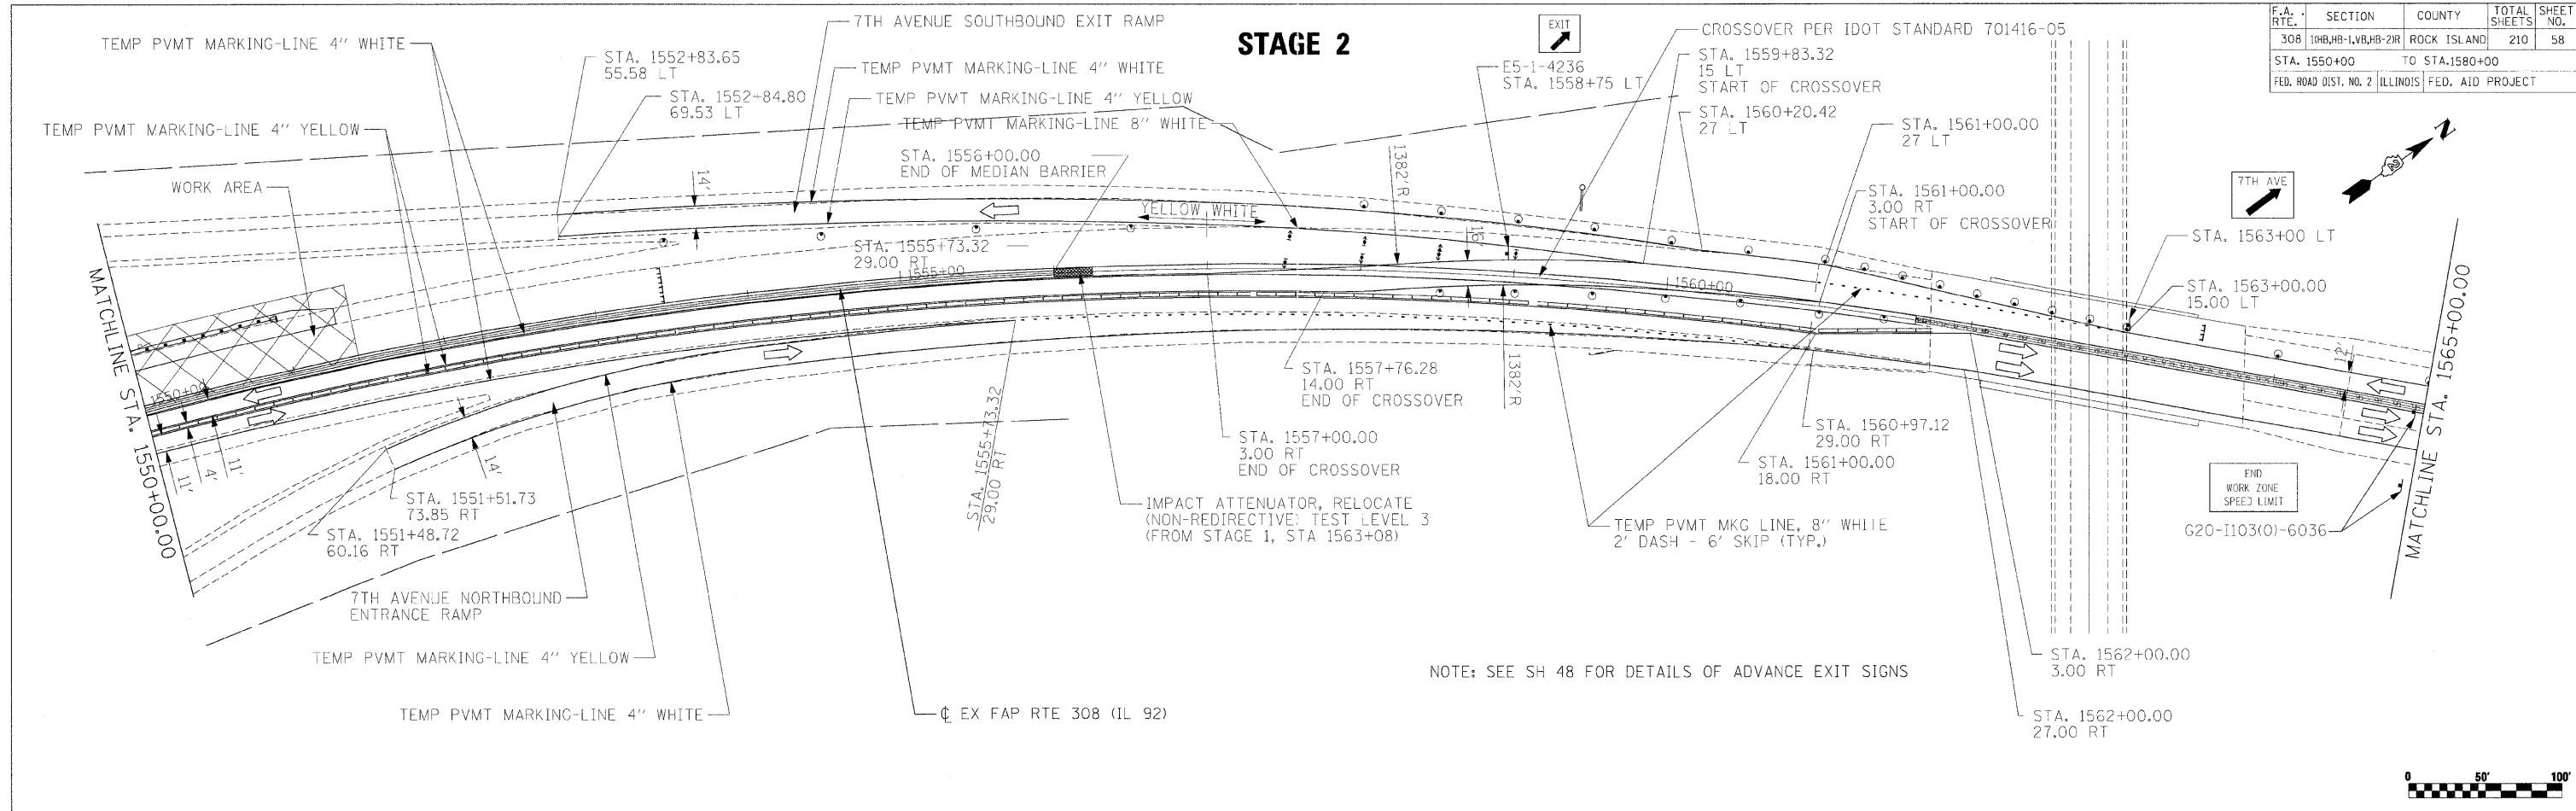 STAGE 2
F.A. RTE.
SECTION
COUNTY
TOTAL SHEETS
SHEET NO.
308
ROCK ISLAND
210
58
STA. 1550+00 TO STA.1580+00
FED. ROAD DIST. NO. 2
ILLINOIS
FED. AID PROJECT
TEMP PVMT MARKING-LINE 4" WHITE
7TH AVENUE SOUTHBOUND EXIT RAMP
STA. 1552+83.65
55.58 LT
TEMP PVMT MARKING-LINE 4" WHITE
STA. 1552+84.80
69.53 LT
TEMP PVMT MARKING-LINE 4" YELLOW
TEMP PVMT MARKING-LINE 8" WHITE
TEMP PVMT MARKING-LINE 4" YELLOW
STA. 1556+00.00
END OF MEDIAN BARRIER
WORK AREA
14'
EXIT
E5-1-4236
STA. 1558+75 LT
CROSSOVER PER IDOT STANDARD 701416-05
STA. 1559+83.32
15 LT
START OF CROSSOVER
STA. 1560+20.42
27 LT
STA. 1561+00.00
27 LT
STA. 1561+00.00
3.00 RT
START OF CROSSOVER
N
7TH AVE
STA. 1563+00 LT
STA. 1563+00.00
15.00 LT
1382'R
YELLOW
WHITE
STA. 1555+73.32
29.00 RT
1555+00
16'
1560+00
MATCHLINE STA. 1550+00.00
1550+00
11'
4'
11'
14'
STA. 1551+51.73
73.85 RT
STA. 1551+48.72
60.16 RT
STA. 1555+73.32
29.00 RT
STA. 1557+76.28
14.00 RT
END OF CROSSOVER
1382'R
STA. 1557+00.00
3.00 RT
END OF CROSSOVER
IMPACT ATTENUATOR, RELOCATE
(NON-REDIRECTIVE) TEST LEVEL 3
(FROM STAGE 1, STA 1563+08)
STA. 1560+97.12
29.00 RT
STA. 1561+00.00
18.00 RT
TEMP PVMT MKG LINE, 8" WHITE
2' DASH - 6' SKIP (TYP.)
12'
MATCHLINE STA. 1565+00.00
END
WORK ZONE
SPEED LIMIT
G20-I103(0)-6036
7TH AVENUE NORTHBOUND
ENTRANCE RAMP
TEMP PVMT MARKING-LINE 4" YELLOW
TEMP PVMT MARKING-LINE 4" WHITE
℄ EX FAP RTE 308 (IL 92)
NOTE: SEE SH 48 FOR DETAILS OF ADVANCE EXIT SIGNS
STA. 1562+00.00
3.00 RT
STA. 1562+00.00
27.00 RT
0 50' 100'